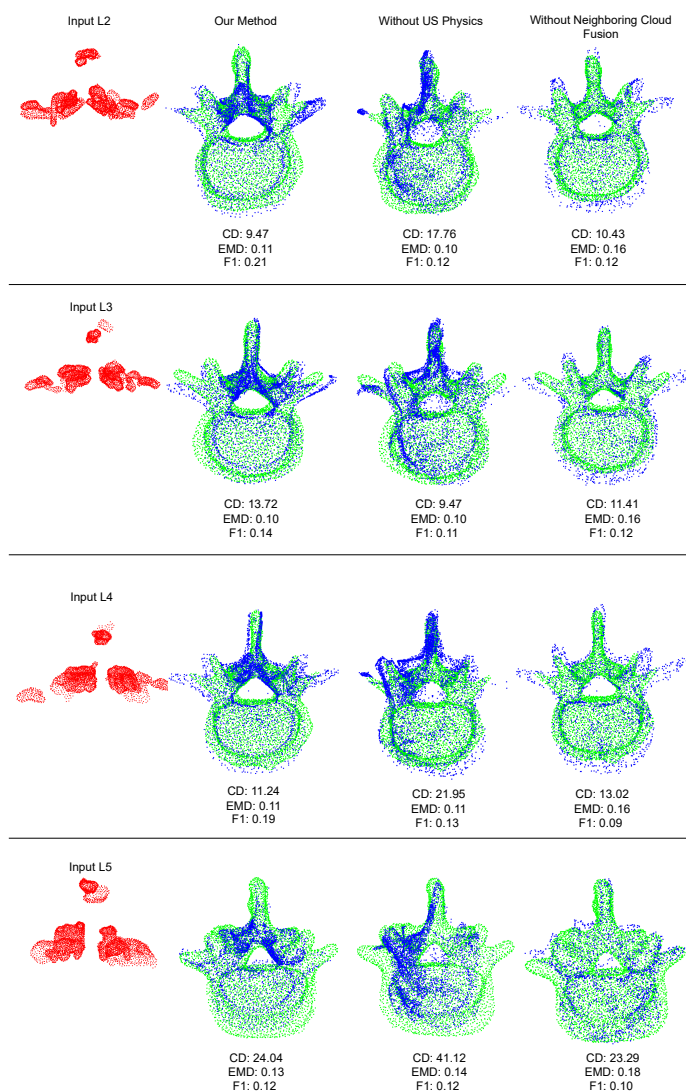 Input L2
Our Method
Without US Physics
Without Neighboring Cloud
Fusion
CD: 9.47
EMD: 0.11
F1: 0.21
CD: 17.76
EMD: 0.10
F1: 0.12
CD: 10.43
EMD: 0.16
F1: 0.12
Input L3
CD: 13.72
EMD: 0.10
F1: 0.14
CD: 9.47
EMD: 0.10
F1: 0.11
CD: 11.41
EMD: 0.16
F1: 0.12
Input L4
CD: 11.24
EMD: 0.11
F1: 0.19
CD: 21.95
EMD: 0.11
F1: 0.13
CD: 13.02
EMD: 0.16
F1: 0.09
Input L5
CD: 24.04
EMD: 0.13
F1: 0.12
CD: 41.12
EMD: 0.14
F1: 0.12
CD: 23.29
EMD: 0.18
F1: 0.10